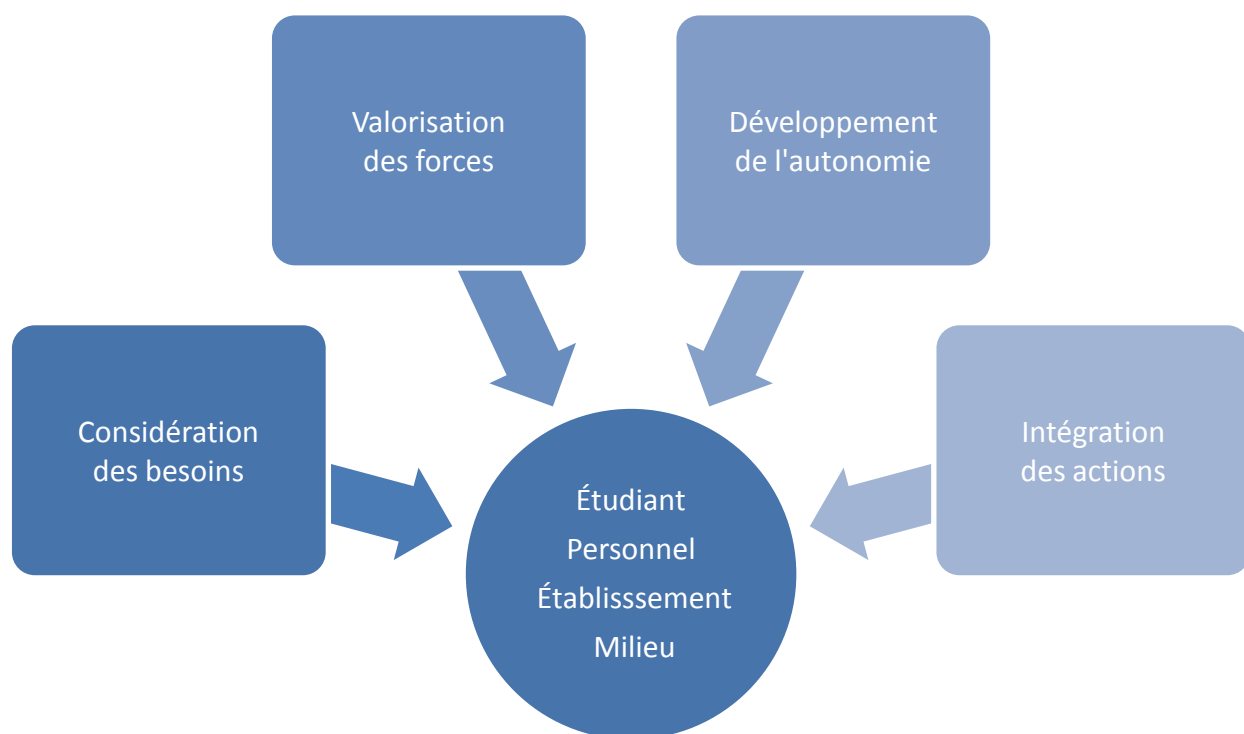 Valorisation
des forces
Développement
de l'autonomie
Considération
des besoins
Intégration
des actions
Étudiant
Personnel
Établisssement
Milieu